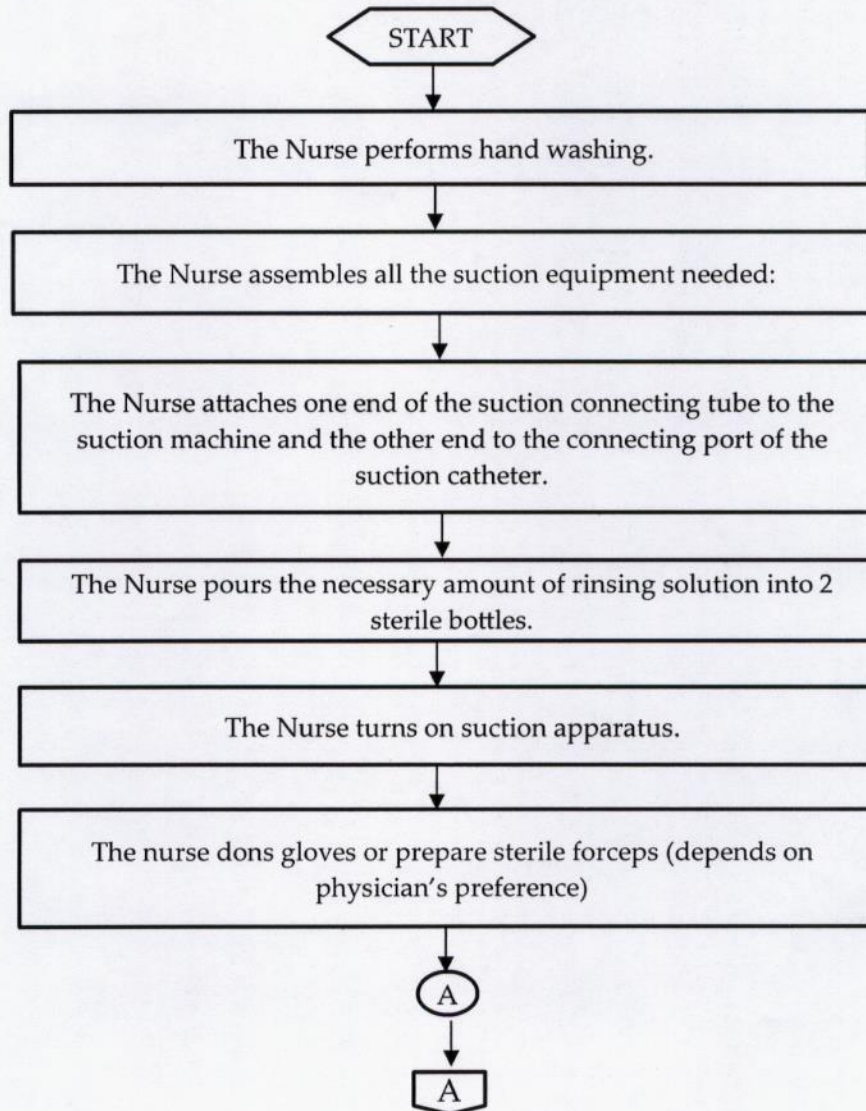 START
The Nurse performs hand washing.
The Nurse assembles all the suction equipment needed:
The Nurse attaches one end of the suction connecting tube to the
suction machine and the other end to the connecting port of the
suction catheter.
The Nurse pours the necessary amount of rinsing solution into 2
sterile bottles.
The Nurse turns on suction apparatus.
The nurse dons gloves or prepare sterile forceps (depends on
physician's preference)
A
A